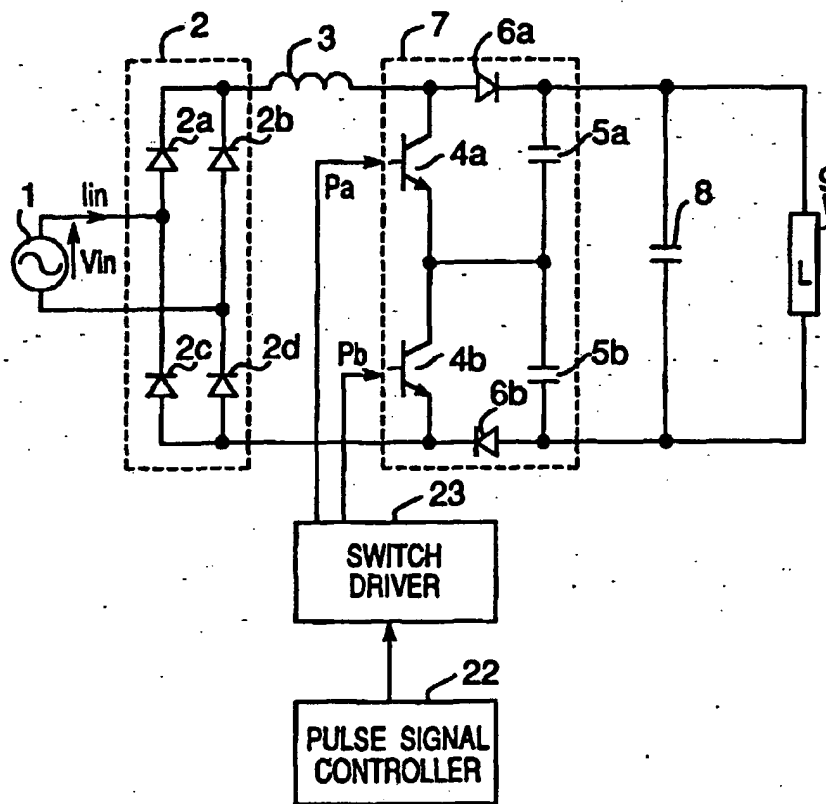 2
3
7
6a
2a
2b
4a
5a
Pa
1
Iin
Vin
8
L
2c
2d
Pb
4b
5b
6b
23
SWITCH
DRIVER
22
PULSE SIGNAL
CONTROLLER